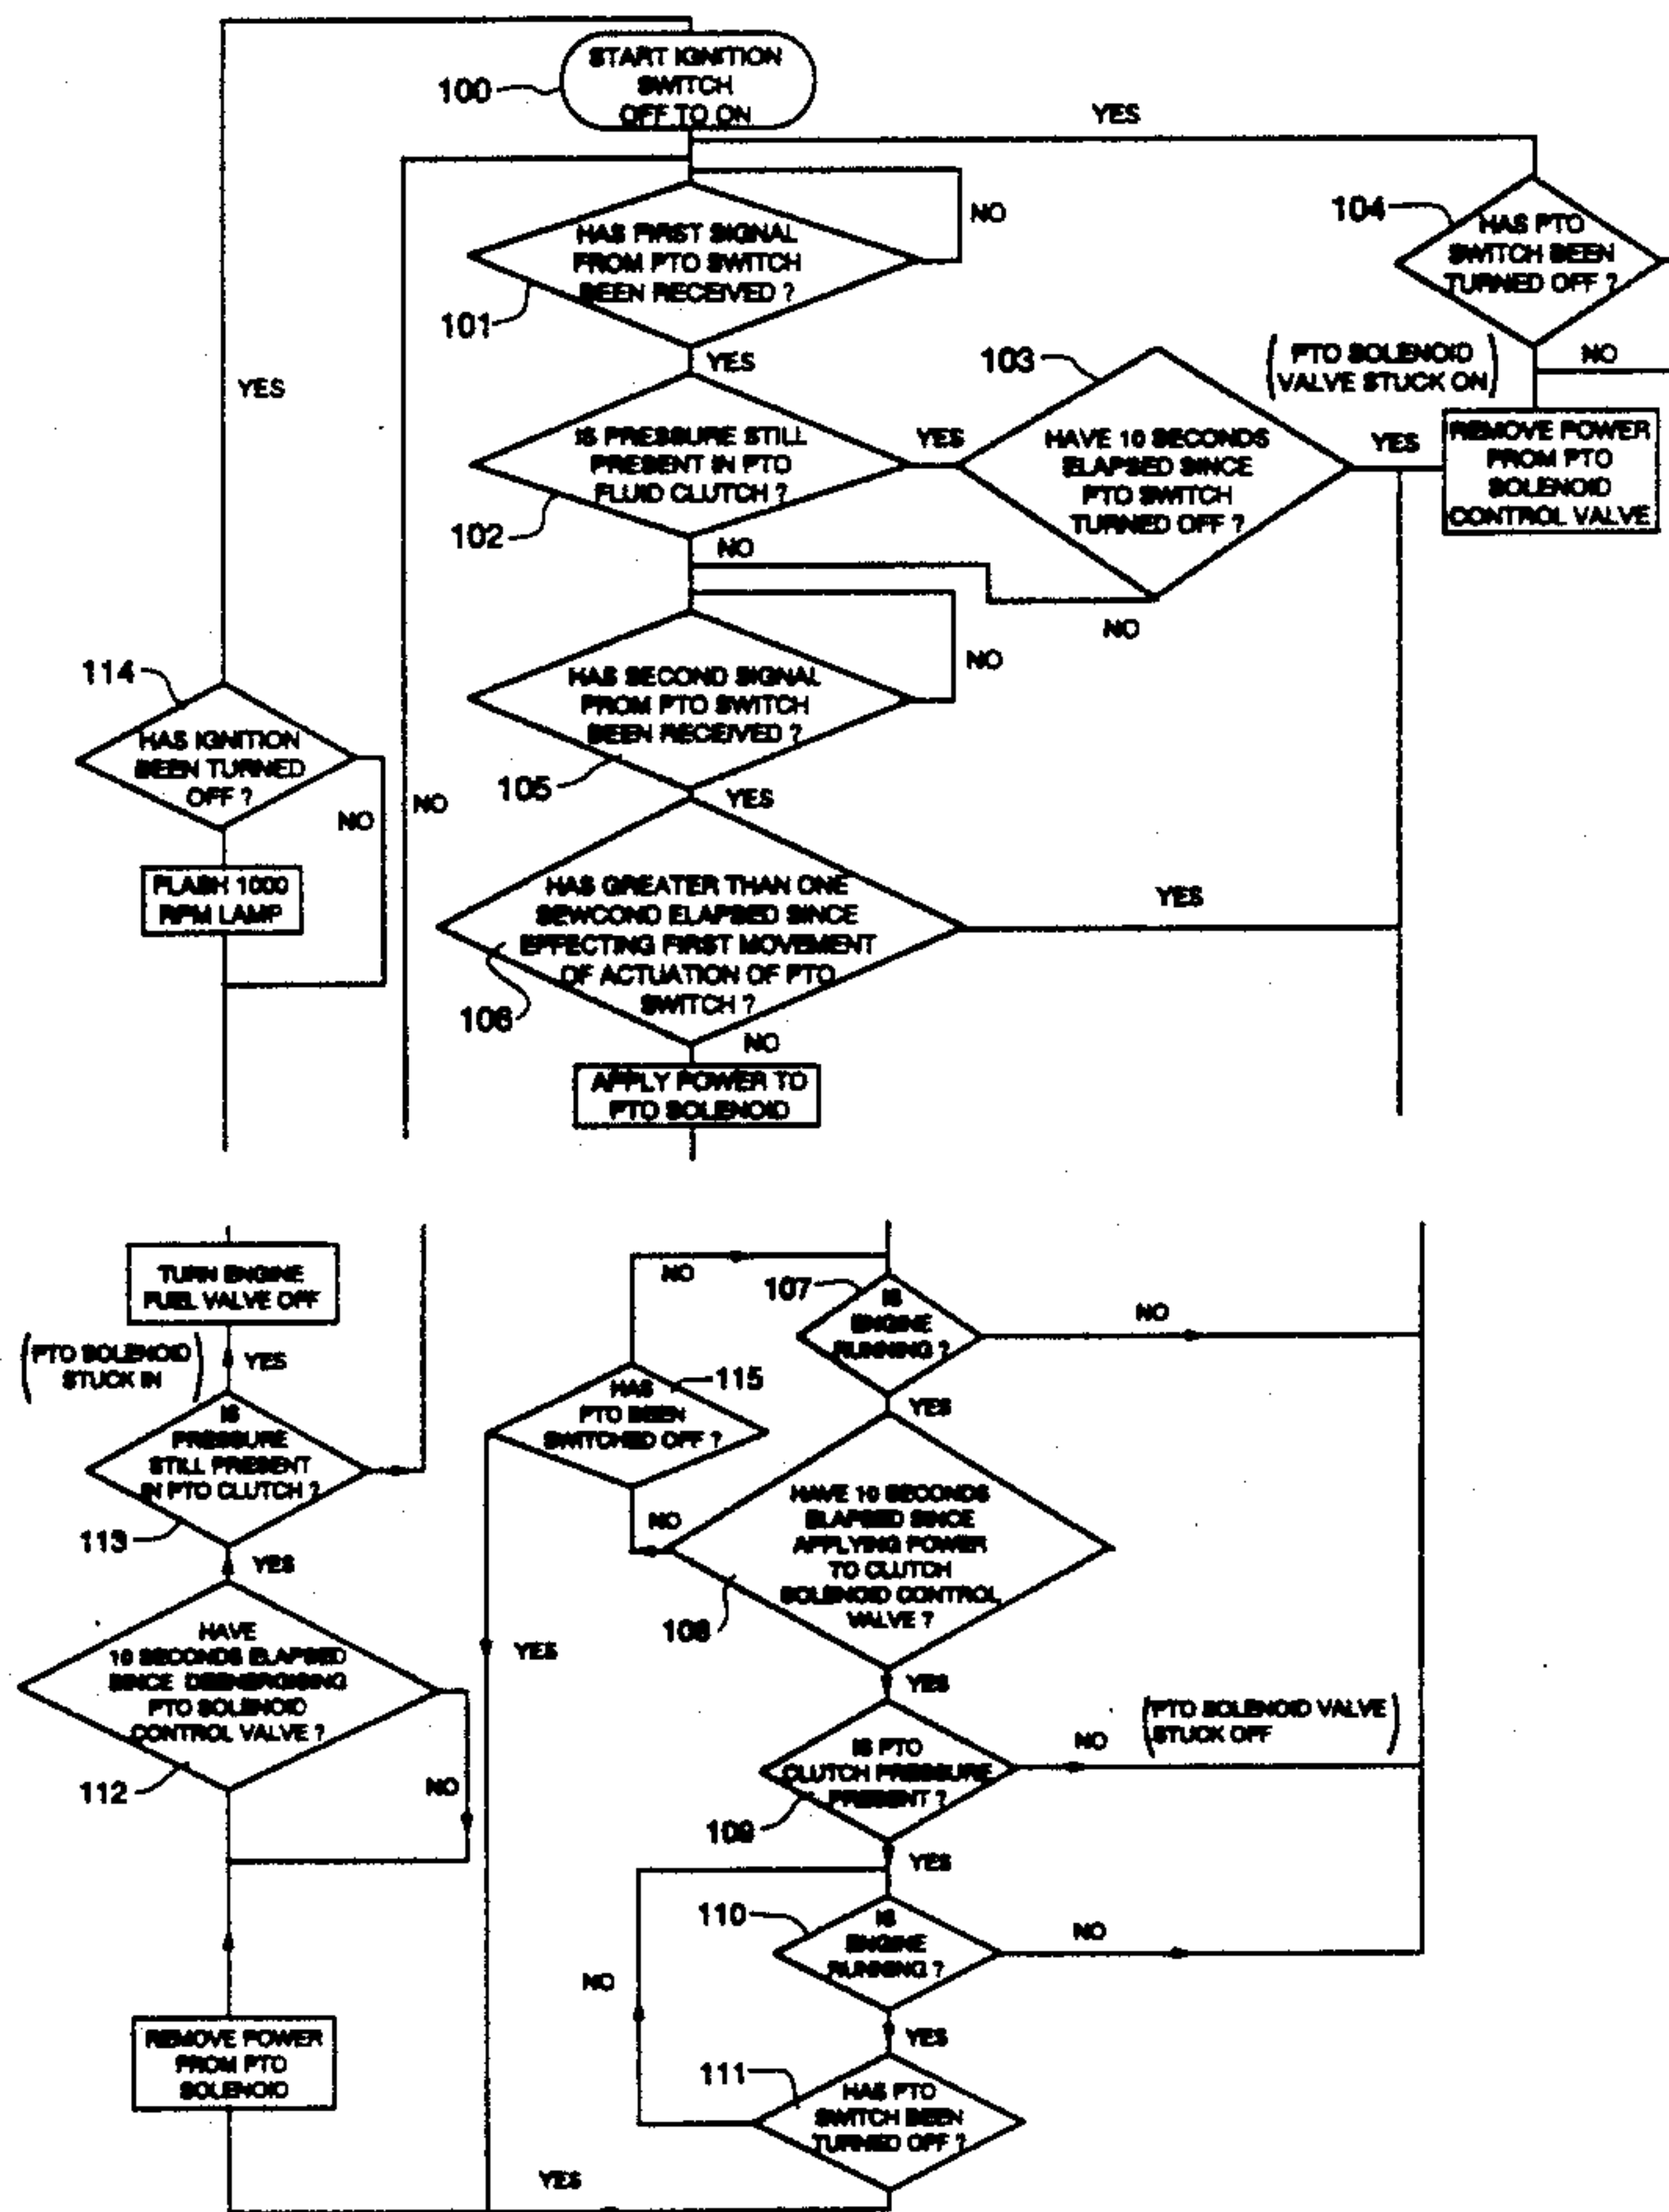 START IGNITION
SWITCH
OFF TO ON
100
YES
HAS FIRST SIGNAL
FROM PTO SWITCH
BEEN RECEIVED ?
NO
101
YES
104
HAS PTO
SWITCH BEEN
TURNED OFF ?
NO
(PTO SOLENOID
VALVE STUCK ON)
REMOVE POWER
FROM PTO
SOLENOID
CONTROL VALVE
IS PRESSURE STILL
PRESENT IN PTO
FLUID CLUTCH ?
YES
102
NO
103
HAVE 10 SECONDS
ELAPSED SINCE
PTO SWITCH
TURNED OFF ?
YES
NO
YES
HAS SECOND SIGNAL
FROM PTO SWITCH
BEEN RECEIVED ?
NO
105
YES
114
HAS IGNITION
BEEN TURNED
OFF ?
NO
NO
FLASH 1000
RPM LAMP
HAS GREATER THAN ONE
SEWCOND ELAPSED SINCE
EFFECTING FIRST MOVEMENT
OF ACTUATION OF PTO
SWITCH ?
YES
106
NO
APPLY POWER TO
PTO SOLENOID
TURN ENGINE
FUEL VALVE OFF
(PTO SOLENOID
STUCK IN)
YES
IS
PRESSURE
STILL PRESENT
IN PTO CLUTCH ?
113
YES
HAVE
10 SECONDS ELAPSED
SINCE DEENERGISING
PTO SOLENOID
CONTROL VALVE ?
112
NO
REMOVE POWER
FROM PTO
SOLENOID
NO
107
IS
ENGINE
RUNNING ?
NO
YES
115
HAS
PTO BEEN
SWITCHED OFF ?
YES
NO
HAVE 10 SECONDS
ELAPSED SINCE
APPLYING POWER
TO CLUTCH
SOLENOID CONTROL
VALVE ?
108
YES
IS PTO
CLUTCH PRESSURE
PRESENT ?
NO
(PTO SOLENOID VALVE
STUCK OFF)
109
YES
110
IS
ENGINE
RUNNING ?
NO
NO
YES
111
HAS PTO
SWITCH BEEN
TURNED OFF ?
YES